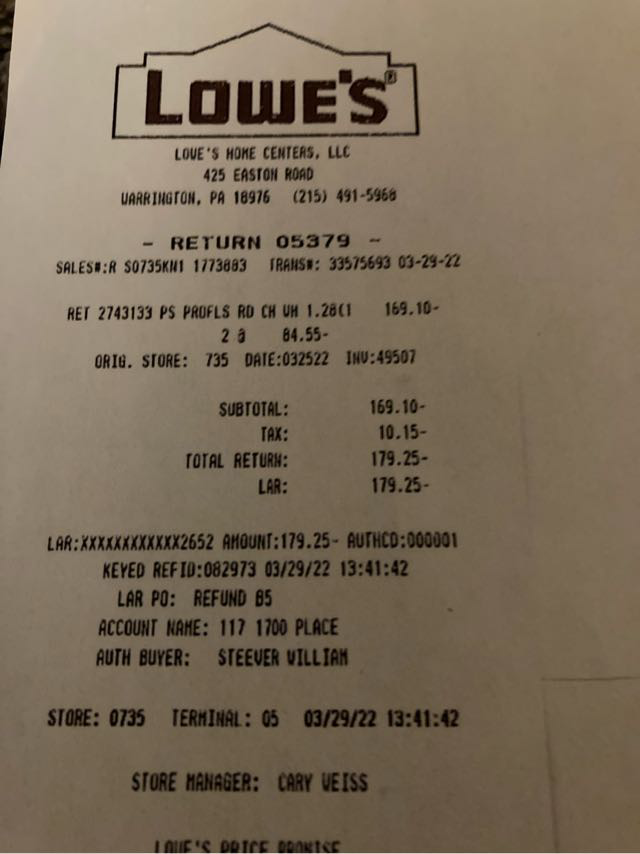 LOWE'S®
LOWE'S HOME CENTERS, LLC
425 EASTON ROAD
WARRINGTON, PA 18976 (215) 491-5968
- RETURN 05379 -
SALES#:R S0735KN1 1773883 TRANS#: 33575693 03-29-22
RET 2743133 PS PROFLS RD CH WH 1.28(1 169.10-
2 @ 84.55-
ORIG. STORE: 735 DATE:032522 INV:49507
SUBTOTAL: 169.10-
TAX: 10.15-
TOTAL RETURN: 179.25-
LAR: 179.25-
LAR:XXXXXXXXXXXX2652 AMOUNT:179.25- AUTHCD:000001
KEYED REFID:082973 03/29/22 13:41:42
LAR PO: REFUND 85
ACCOUNT NAME: 117 1700 PLACE
AUTH BUYER: STEEVER WILLIAM
STORE: 0735 TERMINAL: 05 03/29/22 13:41:42
STORE MANAGER: CARY WEISS
LOWE'S PRICE PROMISE